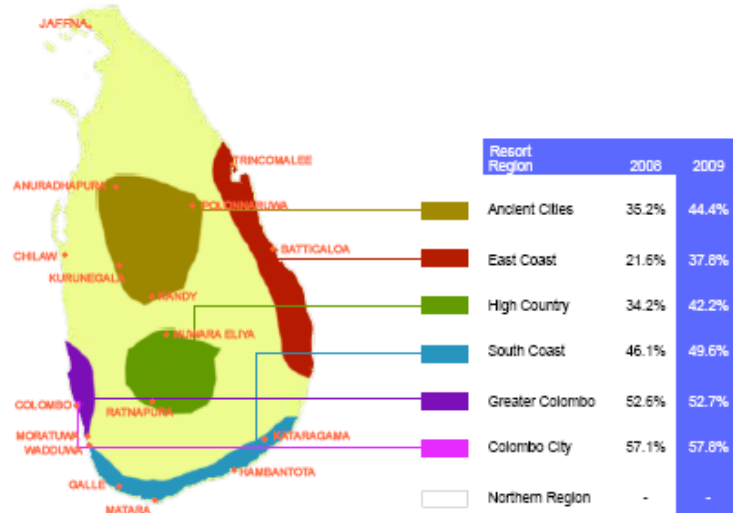 JAFFNA
TRINCOMALEE
ANURADHAPURA
POLONNARUWA
BATTICALOA
CHILAW
KURUNEGALA
KANDY
NUWARA ELIYA
COLOMBO
RATNAPURA
MORATUWA
WADDUWA
KATARAGAMA
HAMBANTOTA
GALLE
MATARA
Resort
Region 2008 2009
Ancient Cities 35.2% 44.4%
East Coast 21.6% 37.8%
High Country 34.2% 42.2%
South Coast 46.1% 49.6%
Greater Colombo 52.6% 52.7%
Colombo City 57.1% 57.8%
Northern Region - -